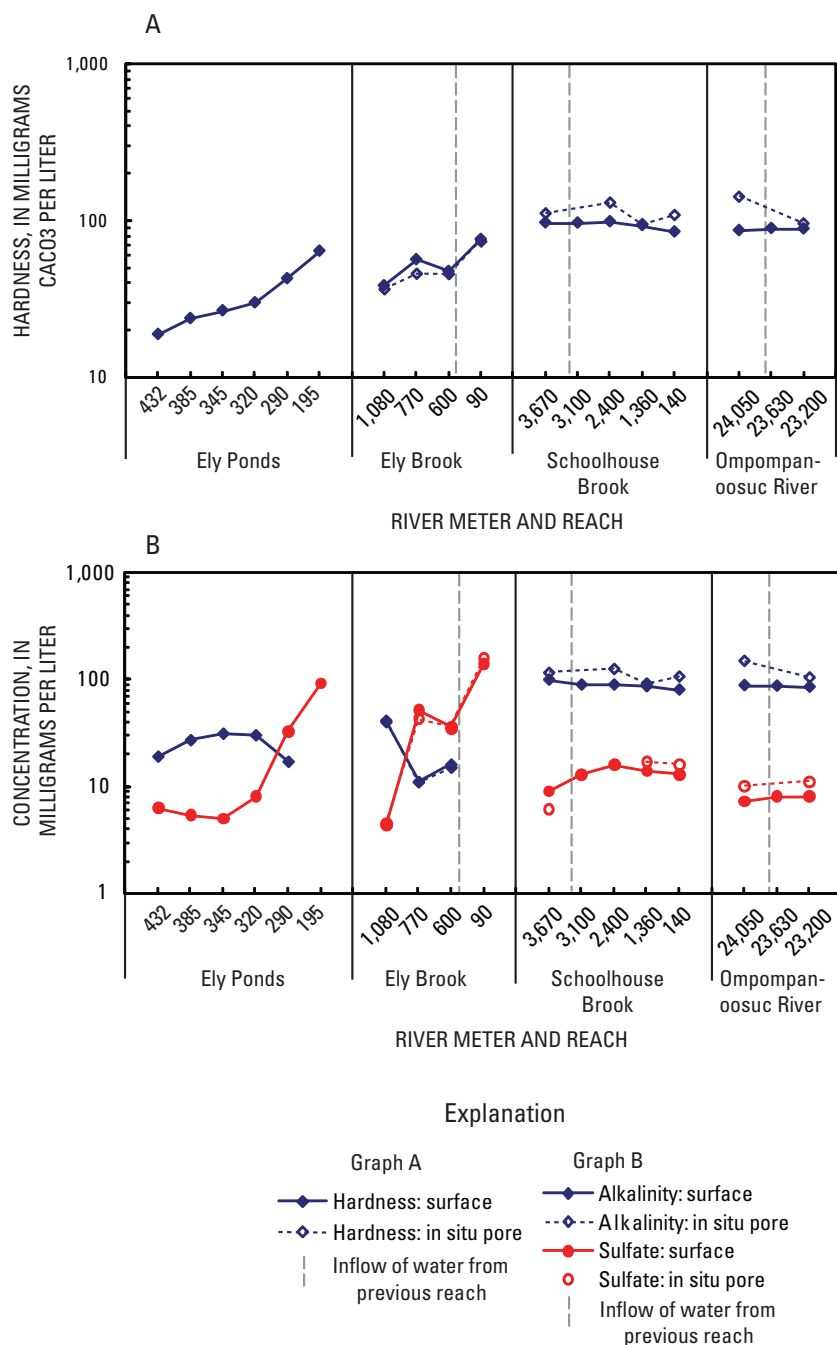 A
HARDNESS, IN MILLIGRAMS
CACO3 PER LITER
1,000
100
10
432
385
345
320
290
195
1,080
770
600
90
3,670
3,100
2,400
1,360
140
24,050
23,630
23,200
Ely Ponds
Ely Brook
Schoolhouse
Brook
Ompompan-
oosuc River
RIVER METER AND REACH
B
CONCENTRATION, IN
MILLIGRAMS PER LITER
1,000
100
10
1
432
385
345
320
290
195
1,080
770
600
90
3,670
3,100
2,400
1,360
140
24,050
23,630
23,200
Ely Ponds
Ely Brook
Schoolhouse
Brook
Ompompan-
oosuc River
RIVER METER AND REACH
Explanation
Graph A
Hardness: surface
Hardness: in situ pore
Inflow of water from
previous reach
Graph B
Alkalinity: surface
Alkalinity: in situ pore
Sulfate: surface
Sulfate: in situ pore
Inflow of water from
previous reach